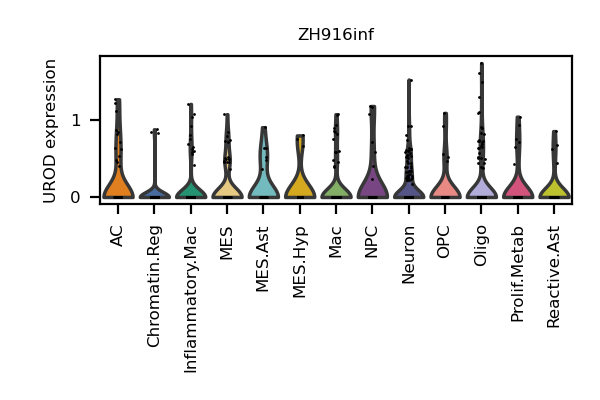 ZH916inf
UROD expression
1
0
AC
Chromatin.Reg
Inflammatory.Mac
MES
MES.Ast
MES.Hyp
Mac
NPC
Neuron
OPC
Oligo
Prolif.Metab
Reactive.Ast